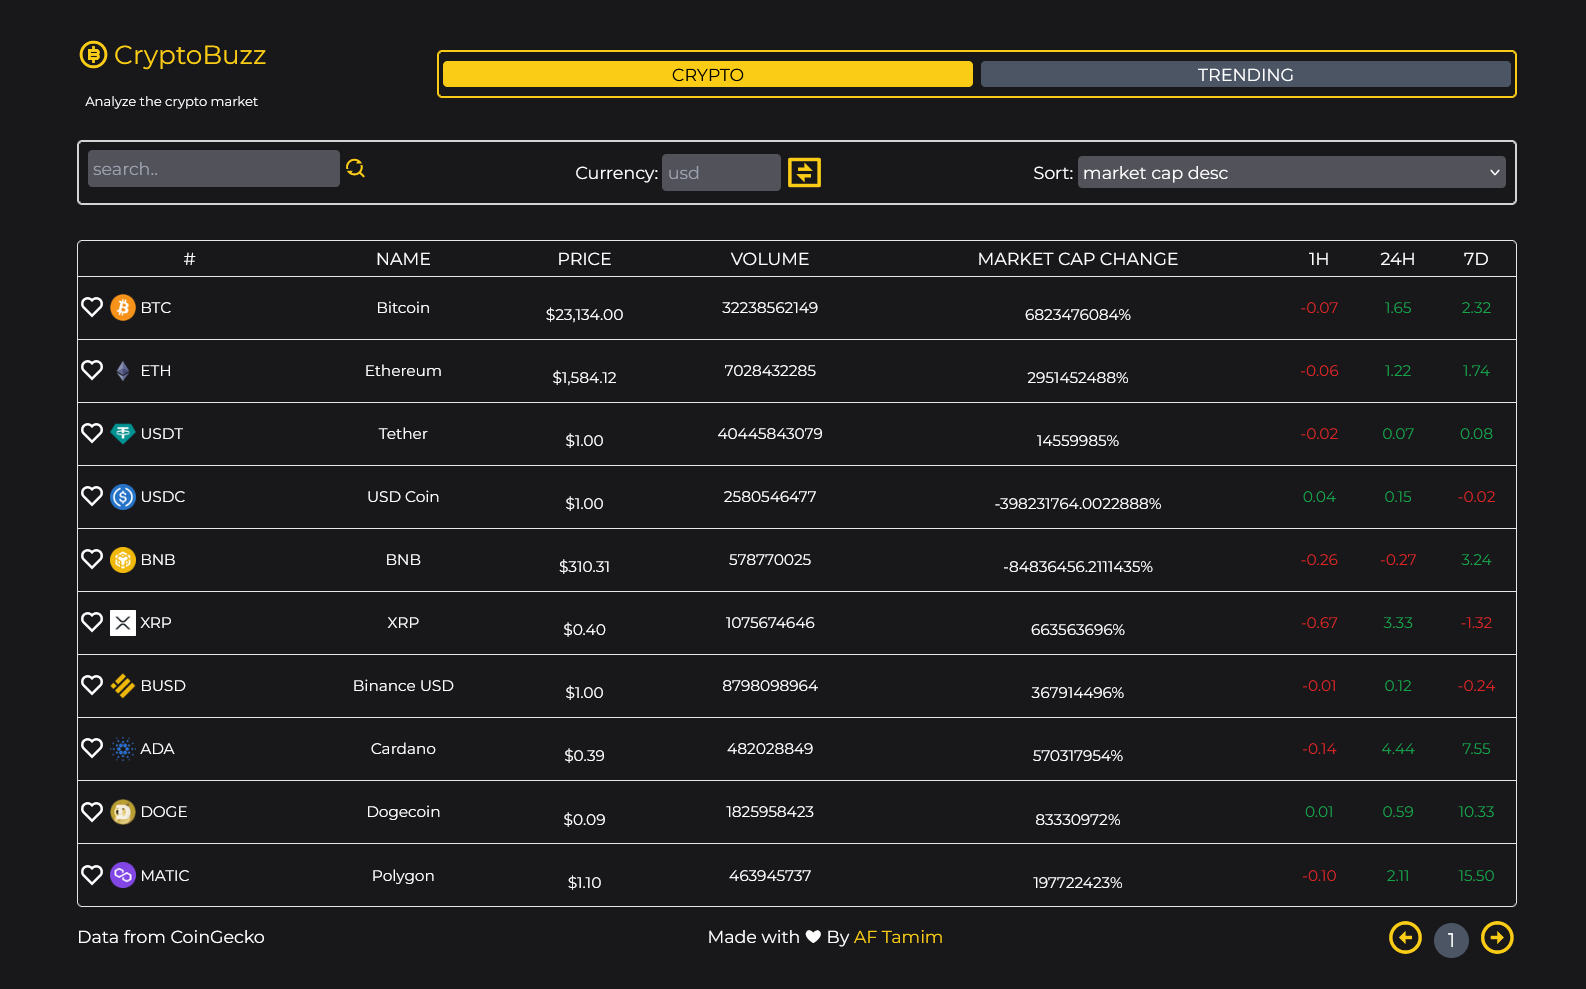 CryptoBuzz
Analyze the crypto market
CRYPTO TRENDING
search.. Currency: usd Sort: market cap desc
# NAME PRICE VOLUME MARKET CAP CHANGE 1H 24H 7D
BTC Bitcoin $23,134.00 32238562149 6823476084% -0.07 1.65 2.32
ETH Ethereum $1,584.12 7028432285 2951452488% -0.06 1.22 1.74
USDT Tether $1.00 40445843079 14559985% -0.02 0.07 0.08
USDC USD Coin $1.00 2580546477 -398231764.0022888% 0.04 0.15 -0.02
BNB BNB $310.31 578770025 -84836456.2111435% -0.26 -0.27 3.24
XRP XRP $0.40 1075674646 663563696% -0.67 3.33 -1.32
BUSD Binance USD $1.00 8798098964 367914496% -0.01 0.12 -0.24
ADA Cardano $0.39 482028849 570317954% -0.14 4.44 7.55
DOGE Dogecoin $0.09 1825958423 83330972% 0.01 0.59 10.33
MATIC Polygon $1.10 463945737 197722423% -0.10 2.11 15.50
Data from CoinGecko Made with ♥ By AF Tamim 1